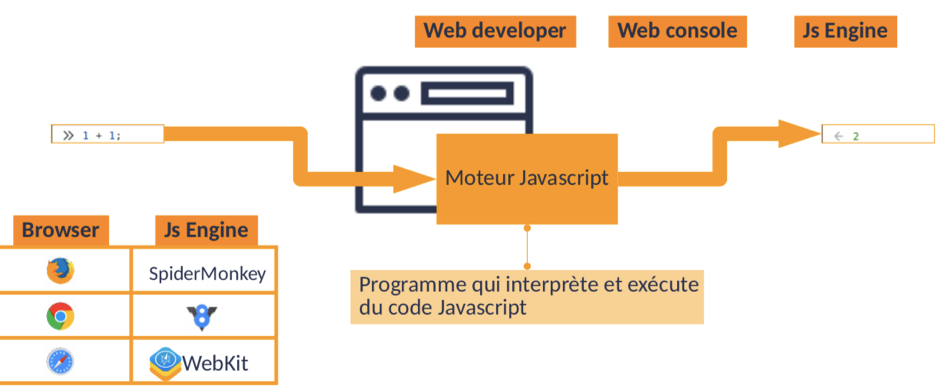 Web developer
Web console
Js Engine
» 1 + 1;
Moteur Javascript
← 2
Browser
Js Engine
SpiderMonkey
8
WebKit
Programme qui interprète et exécute
du code Javascript